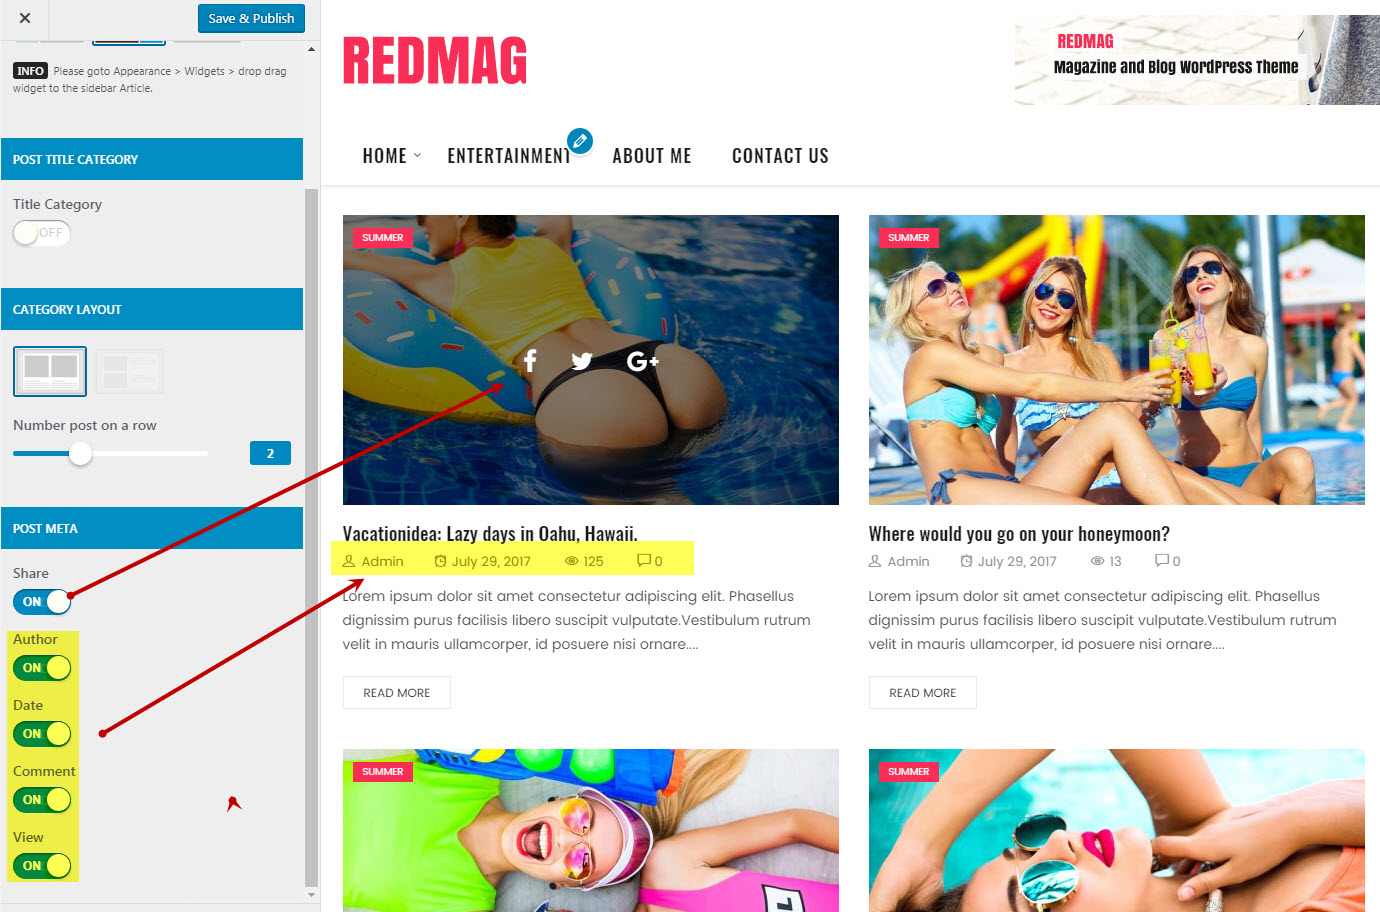 Save & Publish
INFO Please goto Appearance > Widgets > drop drag
widget to the sidebar Article.
POST TITLE CATEGORY
Title Category
OFF
CATEGORY LAYOUT
Number post on a row
2
POST META
Share
ON
Author
ON
Date
ON
Comment
ON
View
ON
REDMAG
REDMAG
Magazine and Blog WordPress Theme
HOME
ENTERTAINMENT
ABOUT ME
CONTACT US
SUMMER
G+
Vacationidea: Lazy days in Oahu, Hawaii.
Admin July 29, 2017 125 0
Lorem ipsum dolor sit amet consectetur adipiscing elit. Phasellus
dignissim purus facilisis libero suscipit vulputate.Vestibulum rutrum
velit in mauris ullamcorper, id posuere nisi ornare....
READ MORE
SUMMER
Where would you go on your honeymoon?
Admin July 29, 2017 13 0
Lorem ipsum dolor sit amet consectetur adipiscing elit. Phasellus
dignissim purus facilisis libero suscipit vulputate.Vestibulum rutrum
velit in mauris ullamcorper, id posuere nisi ornare....
READ MORE
SUMMER
SUMMER